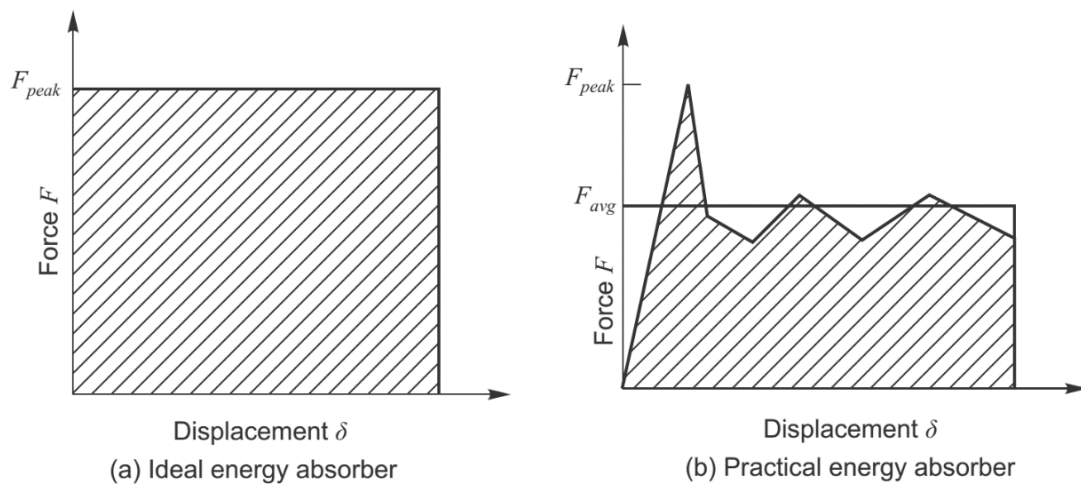 F_peak
Force F
Displacement δ
(a) Ideal energy absorber
F_peak
F_avg
Force F
Displacement δ
(b) Practical energy absorber